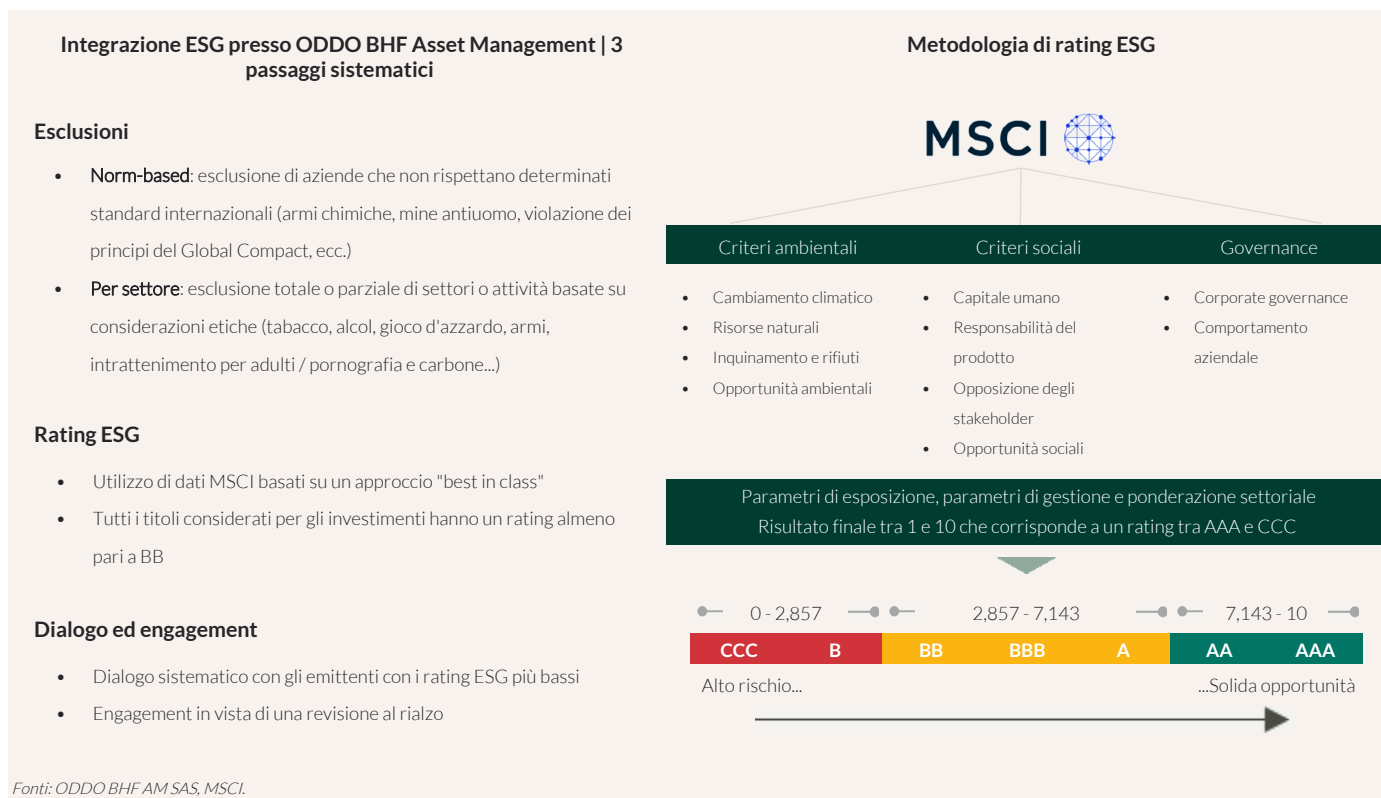 Integrazione ESG presso ODDO BHF Asset Management | 3
passaggi sistematici
Esclusioni
• Norm-based: esclusione di aziende che non rispettano determinati
standard internazionali (armi chimiche, mine antiuomo, violazione dei
principi del Global Compact, ecc.)
• Per settore: esclusione totale o parziale di settori o attività basate su
considerazioni etiche (tabacco, alcol, gioco d'azzardo, armi,
intrattenimento per adulti / pornografia e carbone...)
Rating ESG
• Utilizzo di dati MSCI basati su un approccio "best in class"
• Tutti i titoli considerati per gli investimenti hanno un rating almeno
pari a BB
Dialogo ed engagement
• Dialogo sistematico con gli emittenti con i rating ESG più bassi
• Engagement in vista di una revisione al rialzo
Metodologia di rating ESG
MSCI
Criteri ambientali
• Cambiamento climatico
• Risorse naturali
• Inquinamento e rifiuti
• Opportunità ambientali
Criteri sociali
• Capitale umano
• Responsabilità del
prodotto
• Opposizione degli
stakeholder
• Opportunità sociali
Governance
• Corporate governance
• Comportamento
aziendale
Parametri di esposizione, parametri di gestione e ponderazione settoriale
Risultato finale tra 1 e 10 che corrisponde a un rating tra AAA e CCC
0 - 2,857 2,857 - 7,143 7,143 - 10
CCC B BB BBB A AA AAA
Alto rischio... ...Solida opportunità
Fonti: ODDO BHF AM SAS, MSCI.